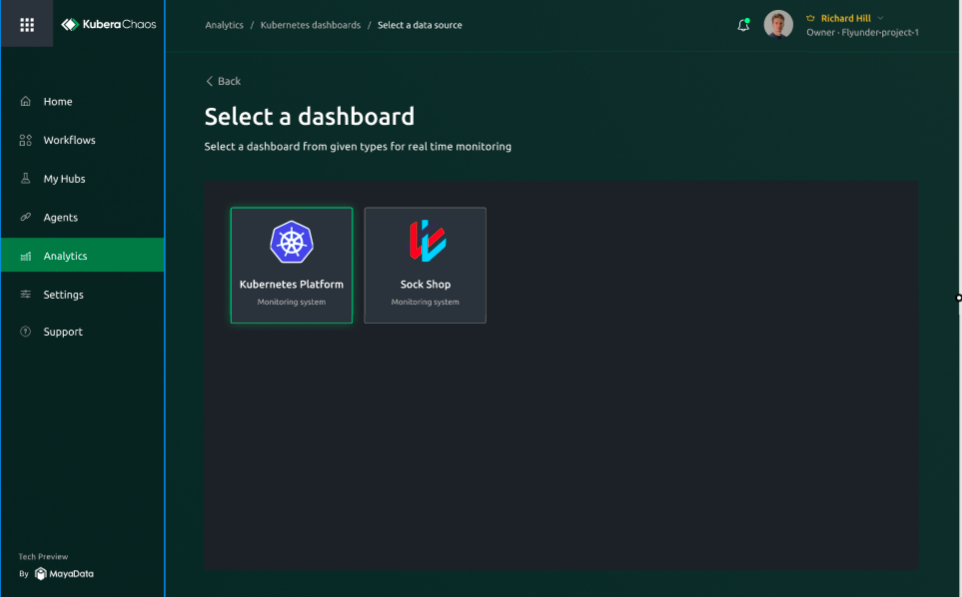 KuberaChaos
Analytics / Kubernetes dashboards / Select a data source
Richard Hill
Owner - Flyunder-project-1
Home
Workflows
My Hubs
Agents
Analytics
Settings
Support
Tech Preview
By MayaData
Back
Select a dashboard
Select a dashboard from given types for real time monitoring
Kubernetes Platform
Monitoring system
Sock Shop
Monitoring system